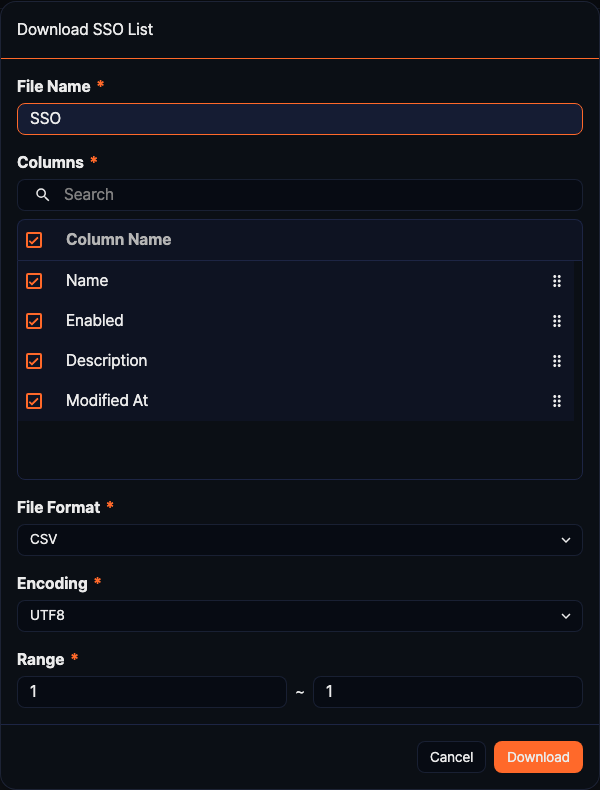 Download SSO List
File Name *
SSO
Columns *
Search
Column Name
Name
Enabled
Description
Modified At
File Format *
CSV
Encoding *
UTF8
Range *
1 ~ 1
Cancel Download